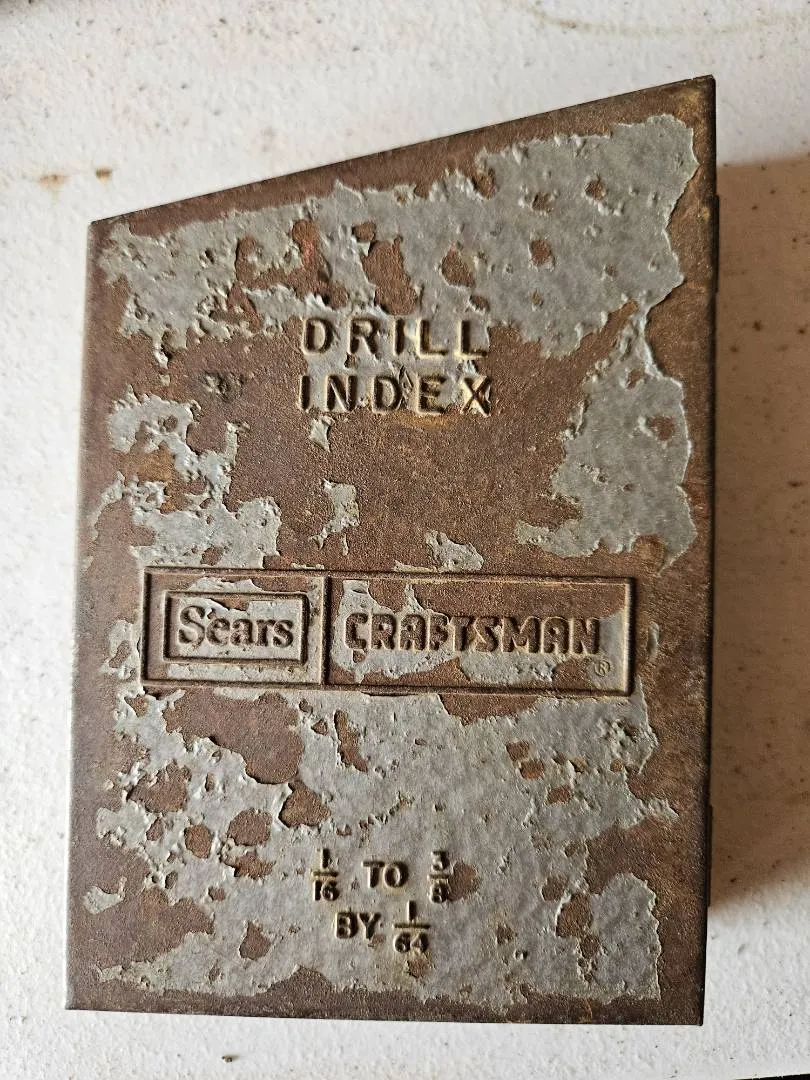 DRILL
INDEX
Sears CRAFTSMAN ®
1/16 TO 3/8
BY 1/64